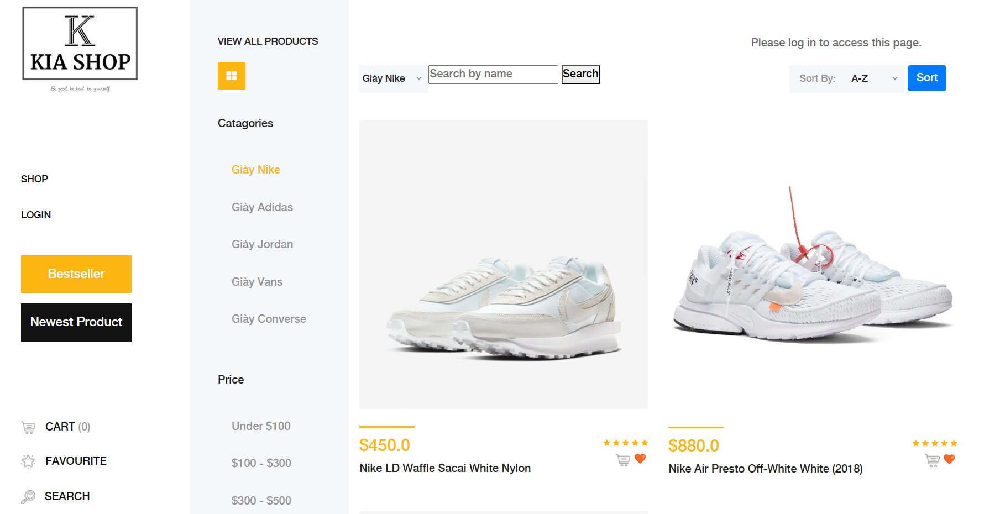 K
KIA SHOP
Be good, be bad, be yourself
SHOP
LOGIN
Bestseller
Newest Product
CART (0)
FAVOURITE
SEARCH
VIEW ALL PRODUCTS
Catagories
Giày Nike
Giày Adidas
Giày Jordan
Giày Vans
Giày Converse
Price
Under $100
$100 - $300
$300 - $500
Please log in to access this page.
Giày Nike
Search by name
Search
Sort By:
A-Z
Sort
"SHOELACES"
$450.0
Nike LD Waffle Sacai White Nylon
$880.0
Nike Air Presto Off-White White (2018)